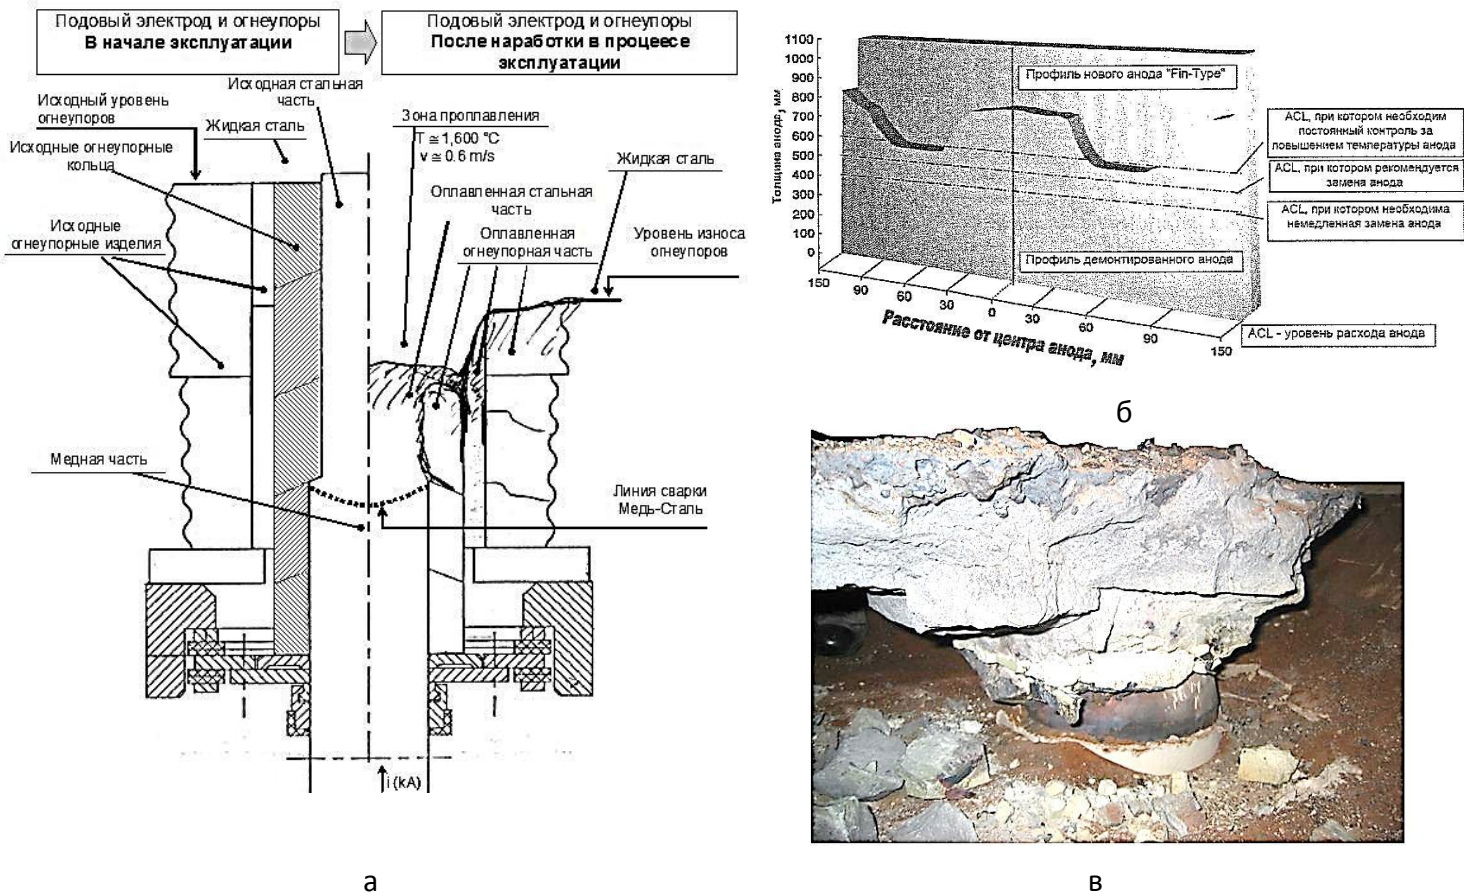 Подовый электрод и огнеупоры
В начале эксплуатации
Подовый электрод и огнеупоры
После наработки в процеесе
эксплуатации
Исходный уровень
огнеупоров
Исходная стальная
часть
Жидкая сталь
Исходные огнеупорные
кольца
Исходные
огнеупорные изделия
Медная часть
Зона проплавления
T ≅ 1,600 °C
v ≅ 0.6 m/s
Жидкая сталь
Оплавленная стальная
часть
Оплавленная
огнеупорная часть
Уровень износа
огнеупоров
Линия сварки
Медь-Сталь
i (kA)
а
Толщина анода, мм
1100
1000
900
800
700
600
500
400
300
200
100
0
Профиль нового анода "Fin-Type"
ACL, при котором необходим
постоянный контроль за
повышением температуры анода
ACL, при котором рекомендуется
замена анода
ACL, при котором необходима
немедленная замена анода
Профиль демонтированного анода
150 90 60 30 0 30 60 90 150
Расстояние от центра анода, мм
ACL - уровень расхода анода
б
в